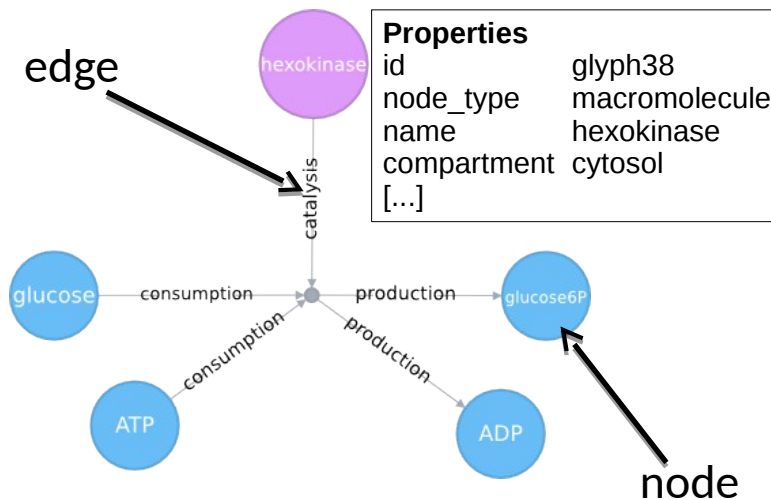 edge
hexokinase
Properties
id glyph38
node_type macromolecule
name hexokinase
compartment cytosol
[...]
catalysis
glucose
consumption
production
glucose6P
consumption
production
ATP
ADP
node